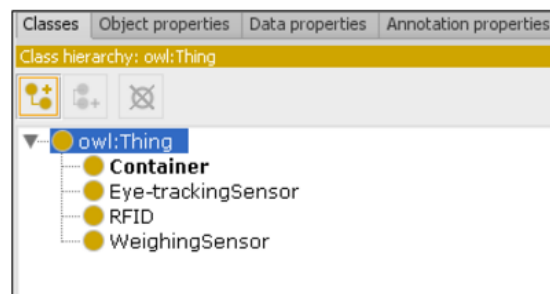 Classes Object properties Data properties Annotation properties
Class hierarchy: owl:Thing
owl:Thing
Container
Eye-trackingSensor
RFID
WeighingSensor